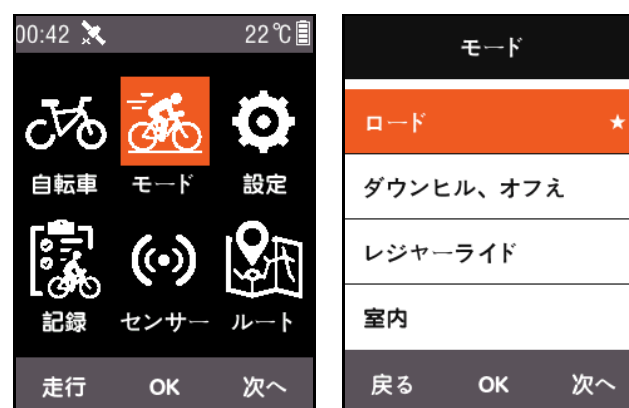 00:42 22℃
自転車 モード 設定
記録 センサー ルート
走行 OK 次へ
モード
ロード ★
ダウンヒル、オフえ
レジャーライド
室内
戻る OK 次へ